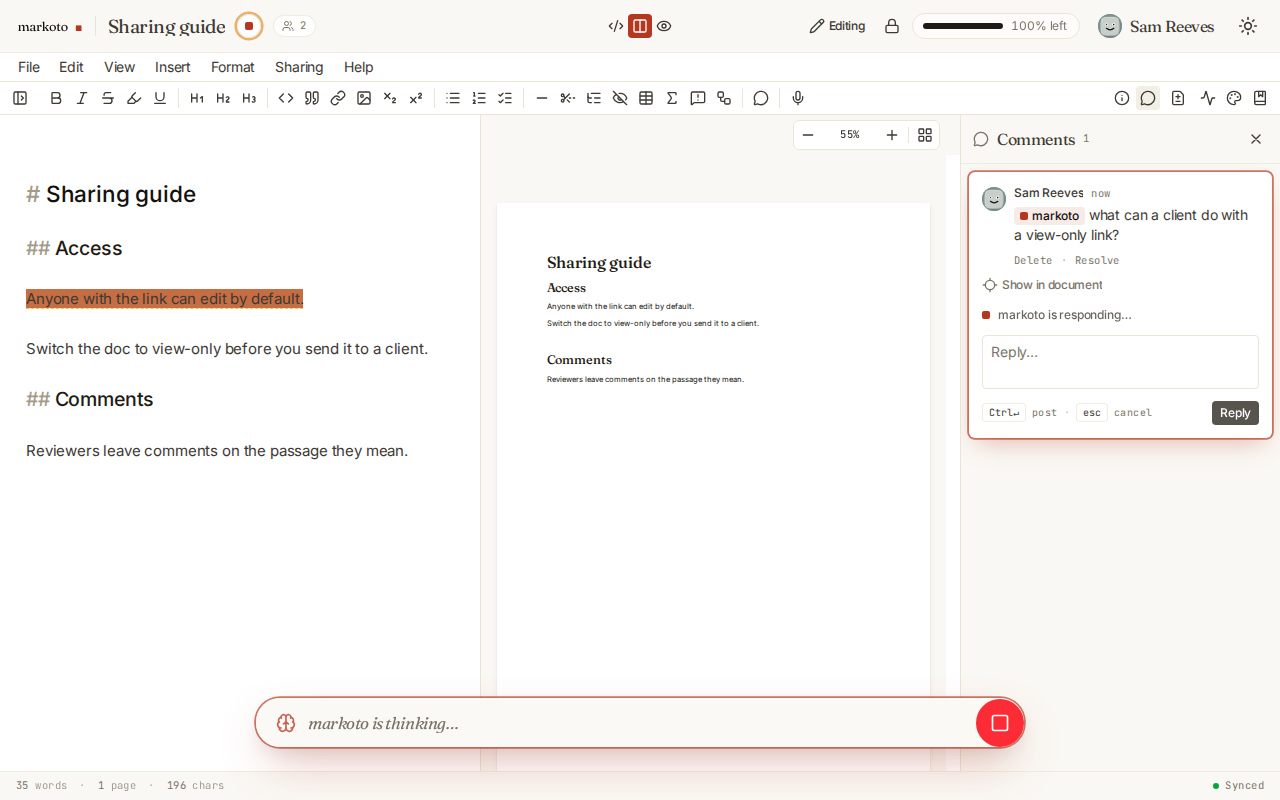 markoto
Sharing guide
2
Editing
100% left
Sam Reeves
File Edit View Insert Format Sharing Help
H1 H2 H3
55%
# Sharing guide
## Access
Anyone with the link can edit by default.
Switch the doc to view-only before you send it to a client.
## Comments
Reviewers leave comments on the passage they mean.
Sharing guide
Access
Anyone with the link can edit by default.
Switch the doc to view-only before you send it to a client.
Comments
Reviewers leave comments on the passage they mean.
Comments 1
Sam Reeves now
markoto what can a client do with
a view-only link?
Delete · Resolve
Show in document
markoto is responding...
Reply...
Ctrl↵ post · esc cancel
Reply
markoto is thinking...
35 words · 1 page · 196 chars
Synced